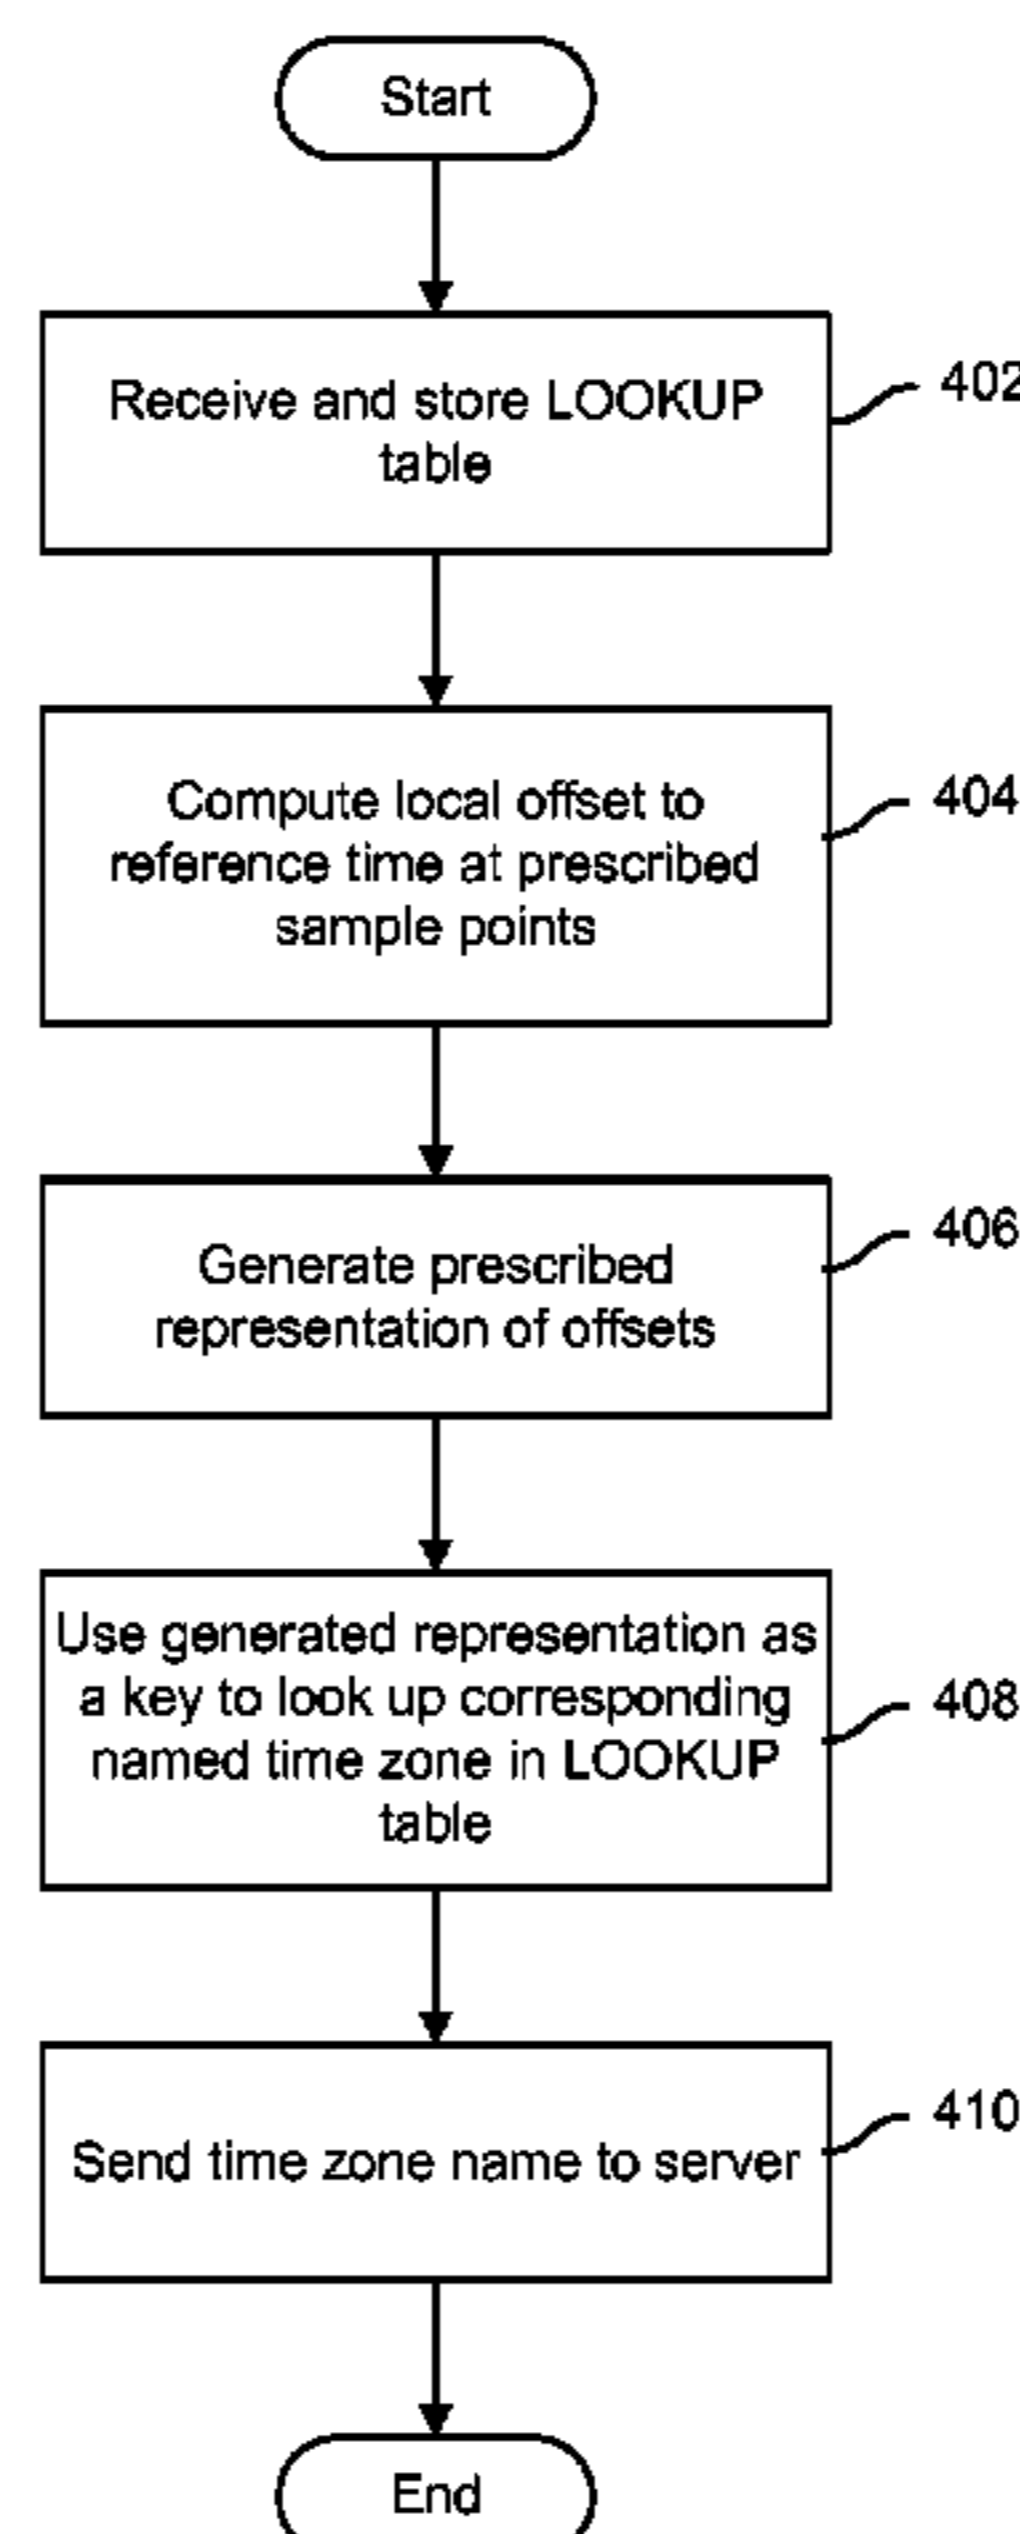 Start
Receive and store LOOKUP
table
402
Compute local offset to
reference time at prescribed
sample points
404
Generate prescribed
representation of offsets
406
Use generated representation as
a key to look up corresponding
named time zone in LOOKUP
table
408
Send time zone name to server
410
End